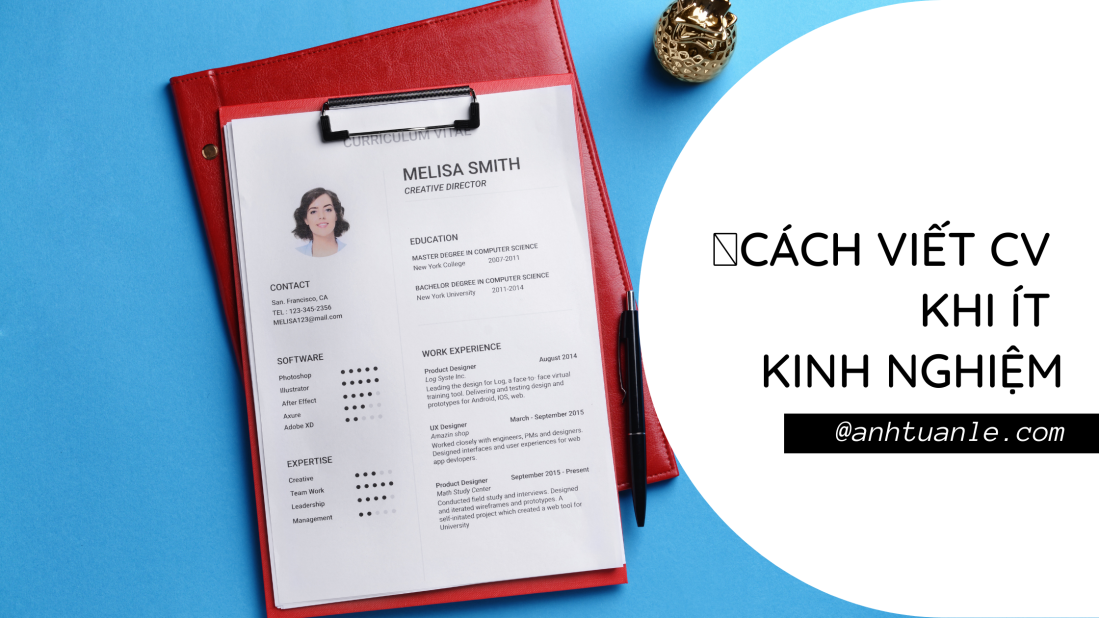 CURRICULUM VITAE
MELISA SMITH
CREATIVE DIRECTOR
CONTACT
San. Francisco, CA
TEL : 123-345-2356
MELISA123@mail.com
SOFTWARE
Photoshop
Illustrator
After Effect
Axure
Adobe XD
EXPERTISE
Creative
Team Work
Leadership
Management
EDUCATION
MASTER DEGREE IN COMPUTER SCIENCE
New York College 2007-2011
BACHELOR DEGREE IN COMPUTER SCIENCE
New York University 2011-2014
WORK EXPERIENCE
August 2014
Product Designer
Log Syste Inc.
Leading the design for Log, a face-to- face virtual
training tool. Delivering and testing design and
prototypes for Android, IOS, web.
March - September 2015
UX Designer
Amazin shop
Worked closely with engineers, PMs and designers.
Designed interfaces and user experiences for web
app devlopers.
September 2015 - Present
Product Designer
Math Study Center
Conducted field study and interviews. Designed
and iterated wireframes and prototypes. A
self-initaled project which created a web tool for
University
CÁCH VIẾT CV
KHI ÍT
KINH NGHIỆM
@anhtuanle.com